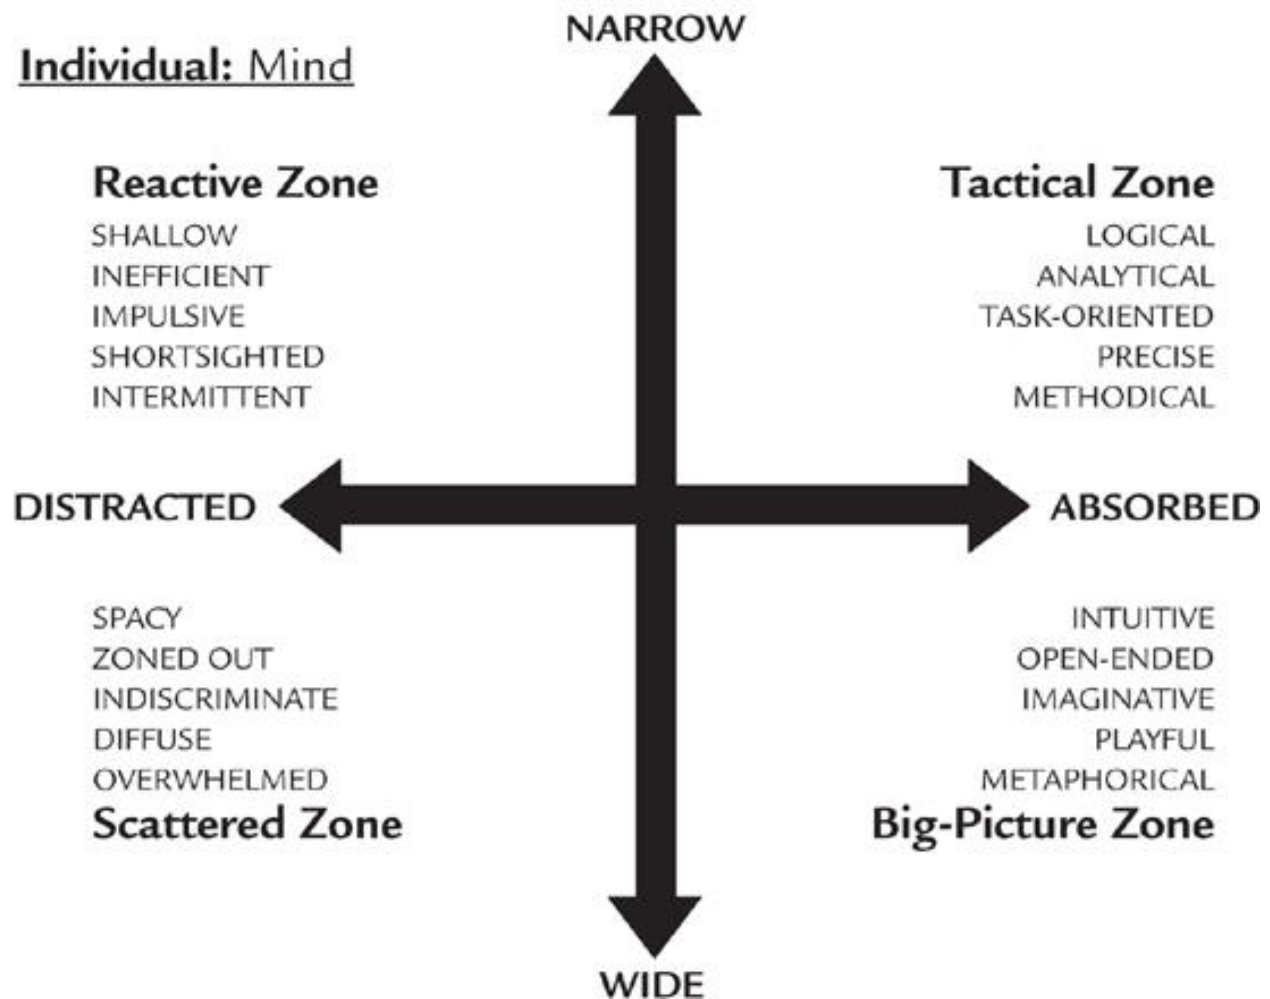 NARROW
Individual: Mind
Reactive Zone
SHALLOW
INEFFICIENT
IMPULSIVE
SHORTSIGHTED
INTERMITTENT
Tactical Zone
LOGICAL
ANALYTICAL
TASK-ORIENTED
PRECISE
METHODICAL
DISTRACTED
ABSORBED
SPACY
ZONED OUT
INDISCRIMINATE
DIFFUSE
OVERWHELMED
Scattered Zone
INTUITIVE
OPEN-ENDED
IMAGINATIVE
PLAYFUL
METAPHORICAL
Big-Picture Zone
WIDE